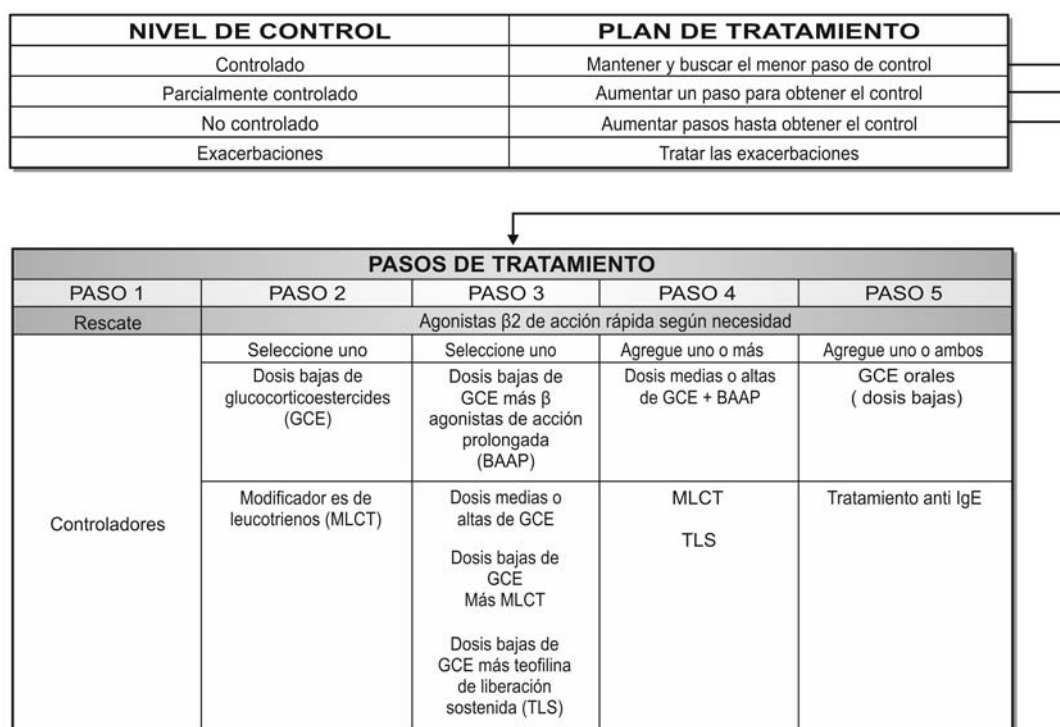 NIVEL DE CONTROL PLAN DE TRATAMIENTO
Controlado Mantener y buscar el menor paso de control
Parcialmente controlado Aumentar un paso para obtener el control
No controlado Aumentar pasos hasta obtener el control
Exacerbaciones Tratar las exacerbaciones
PASOS DE TRATAMIENTO
PASO 1 PASO 2 PASO 3 PASO 4 PASO 5
Rescate Agonistas β2 de acción rápida según necesidad
Controladores
Seleccione uno
Dosis bajas de
glucocorticoestercides
(GCE)
Modificador es de
leucotrienos (MLCT)
Seleccione uno
Dosis bajas de
GCE más β
agonistas de acción
prolongada
(BAAP)
Dosis medias o
altas de GCE
Dosis bajas de
GCE
Más MLCT
Dosis bajas de
GCE más teofilina
de liberación
sostenida (TLS)
Agregue uno o más
Dosis medias o altas
de GCE + BAAP
MLCT
TLS
Agregue uno o ambos
GCE orales
( dosis bajas)
Tratamiento anti IgE